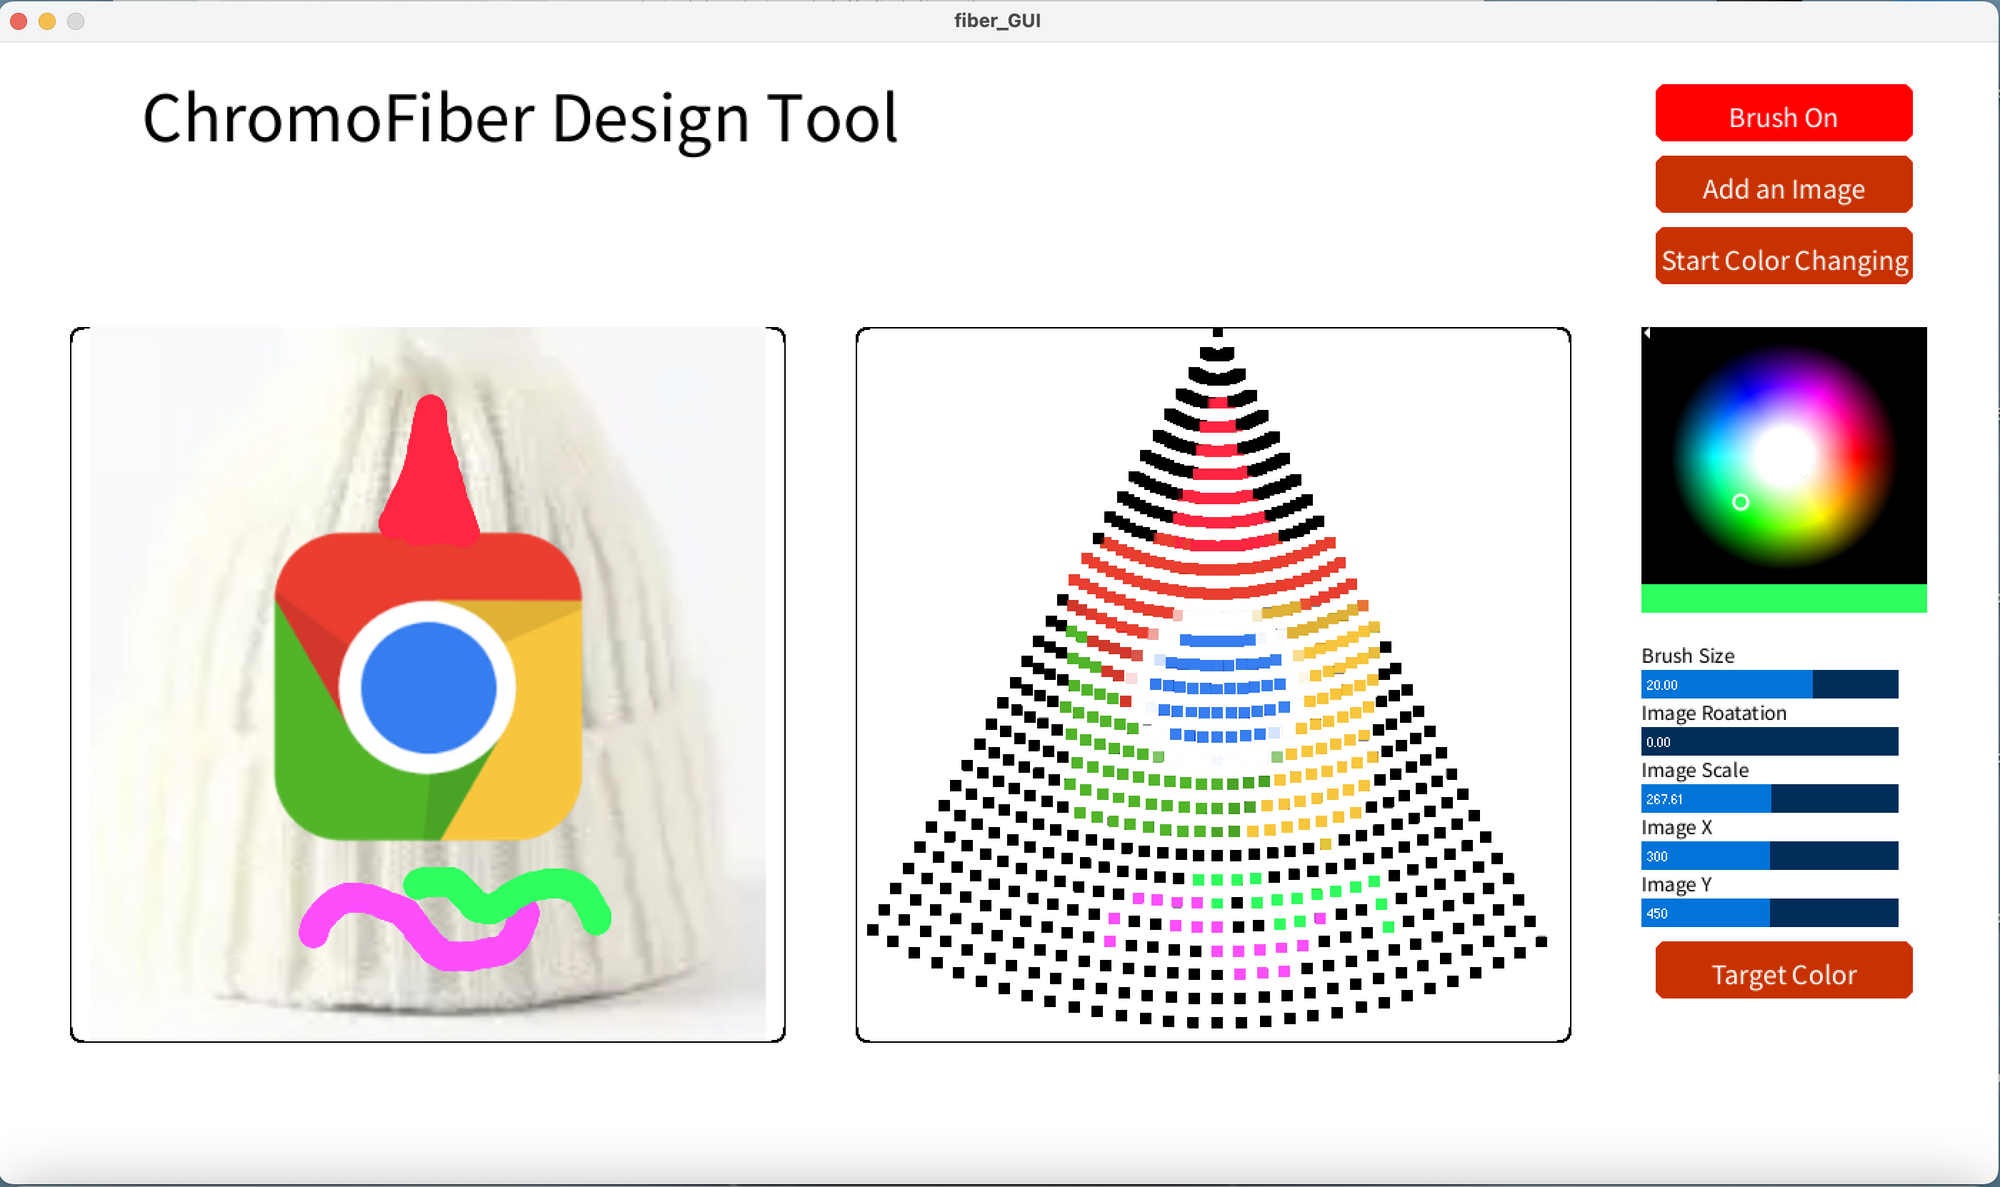 fiber_GUI
ChromoFiber Design Tool
Brush On
Add an Image
Start Color Changing
Brush Size
20.00
Image Roatation
0.00
Image Scale
267.61
Image X
300
Image Y
450
Target Color